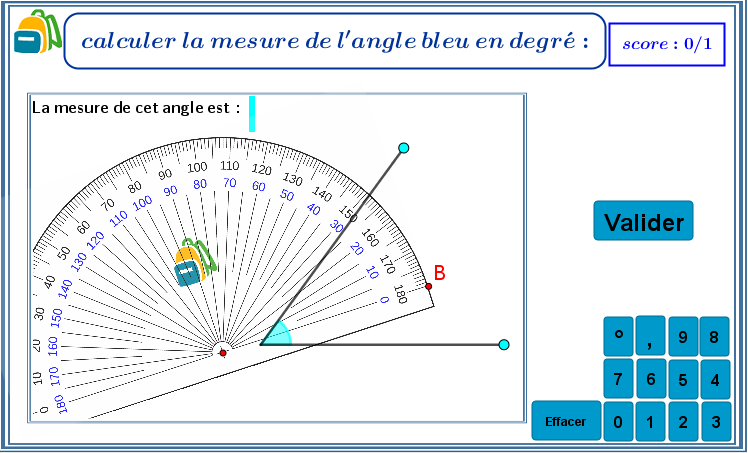 calculer la mesure de l'angle bleu en degré :
score : 0/1
La mesure de cet angle est :
0 10 20 30 40 50 60 70 80 90 100 110 120 130 140 150 160 170 180
180 170 160 150 140 130 120 110 100 90 80 70 60 50 40 30 20 10 0
B
Valider
° , 9 8
7 6 5 4
Effacer 0 1 2 3